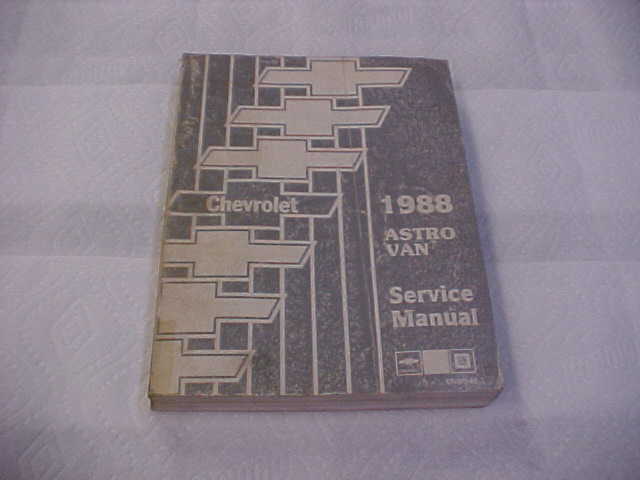 Chevrolet
1988
ASTRO
VAN
Service
Manual